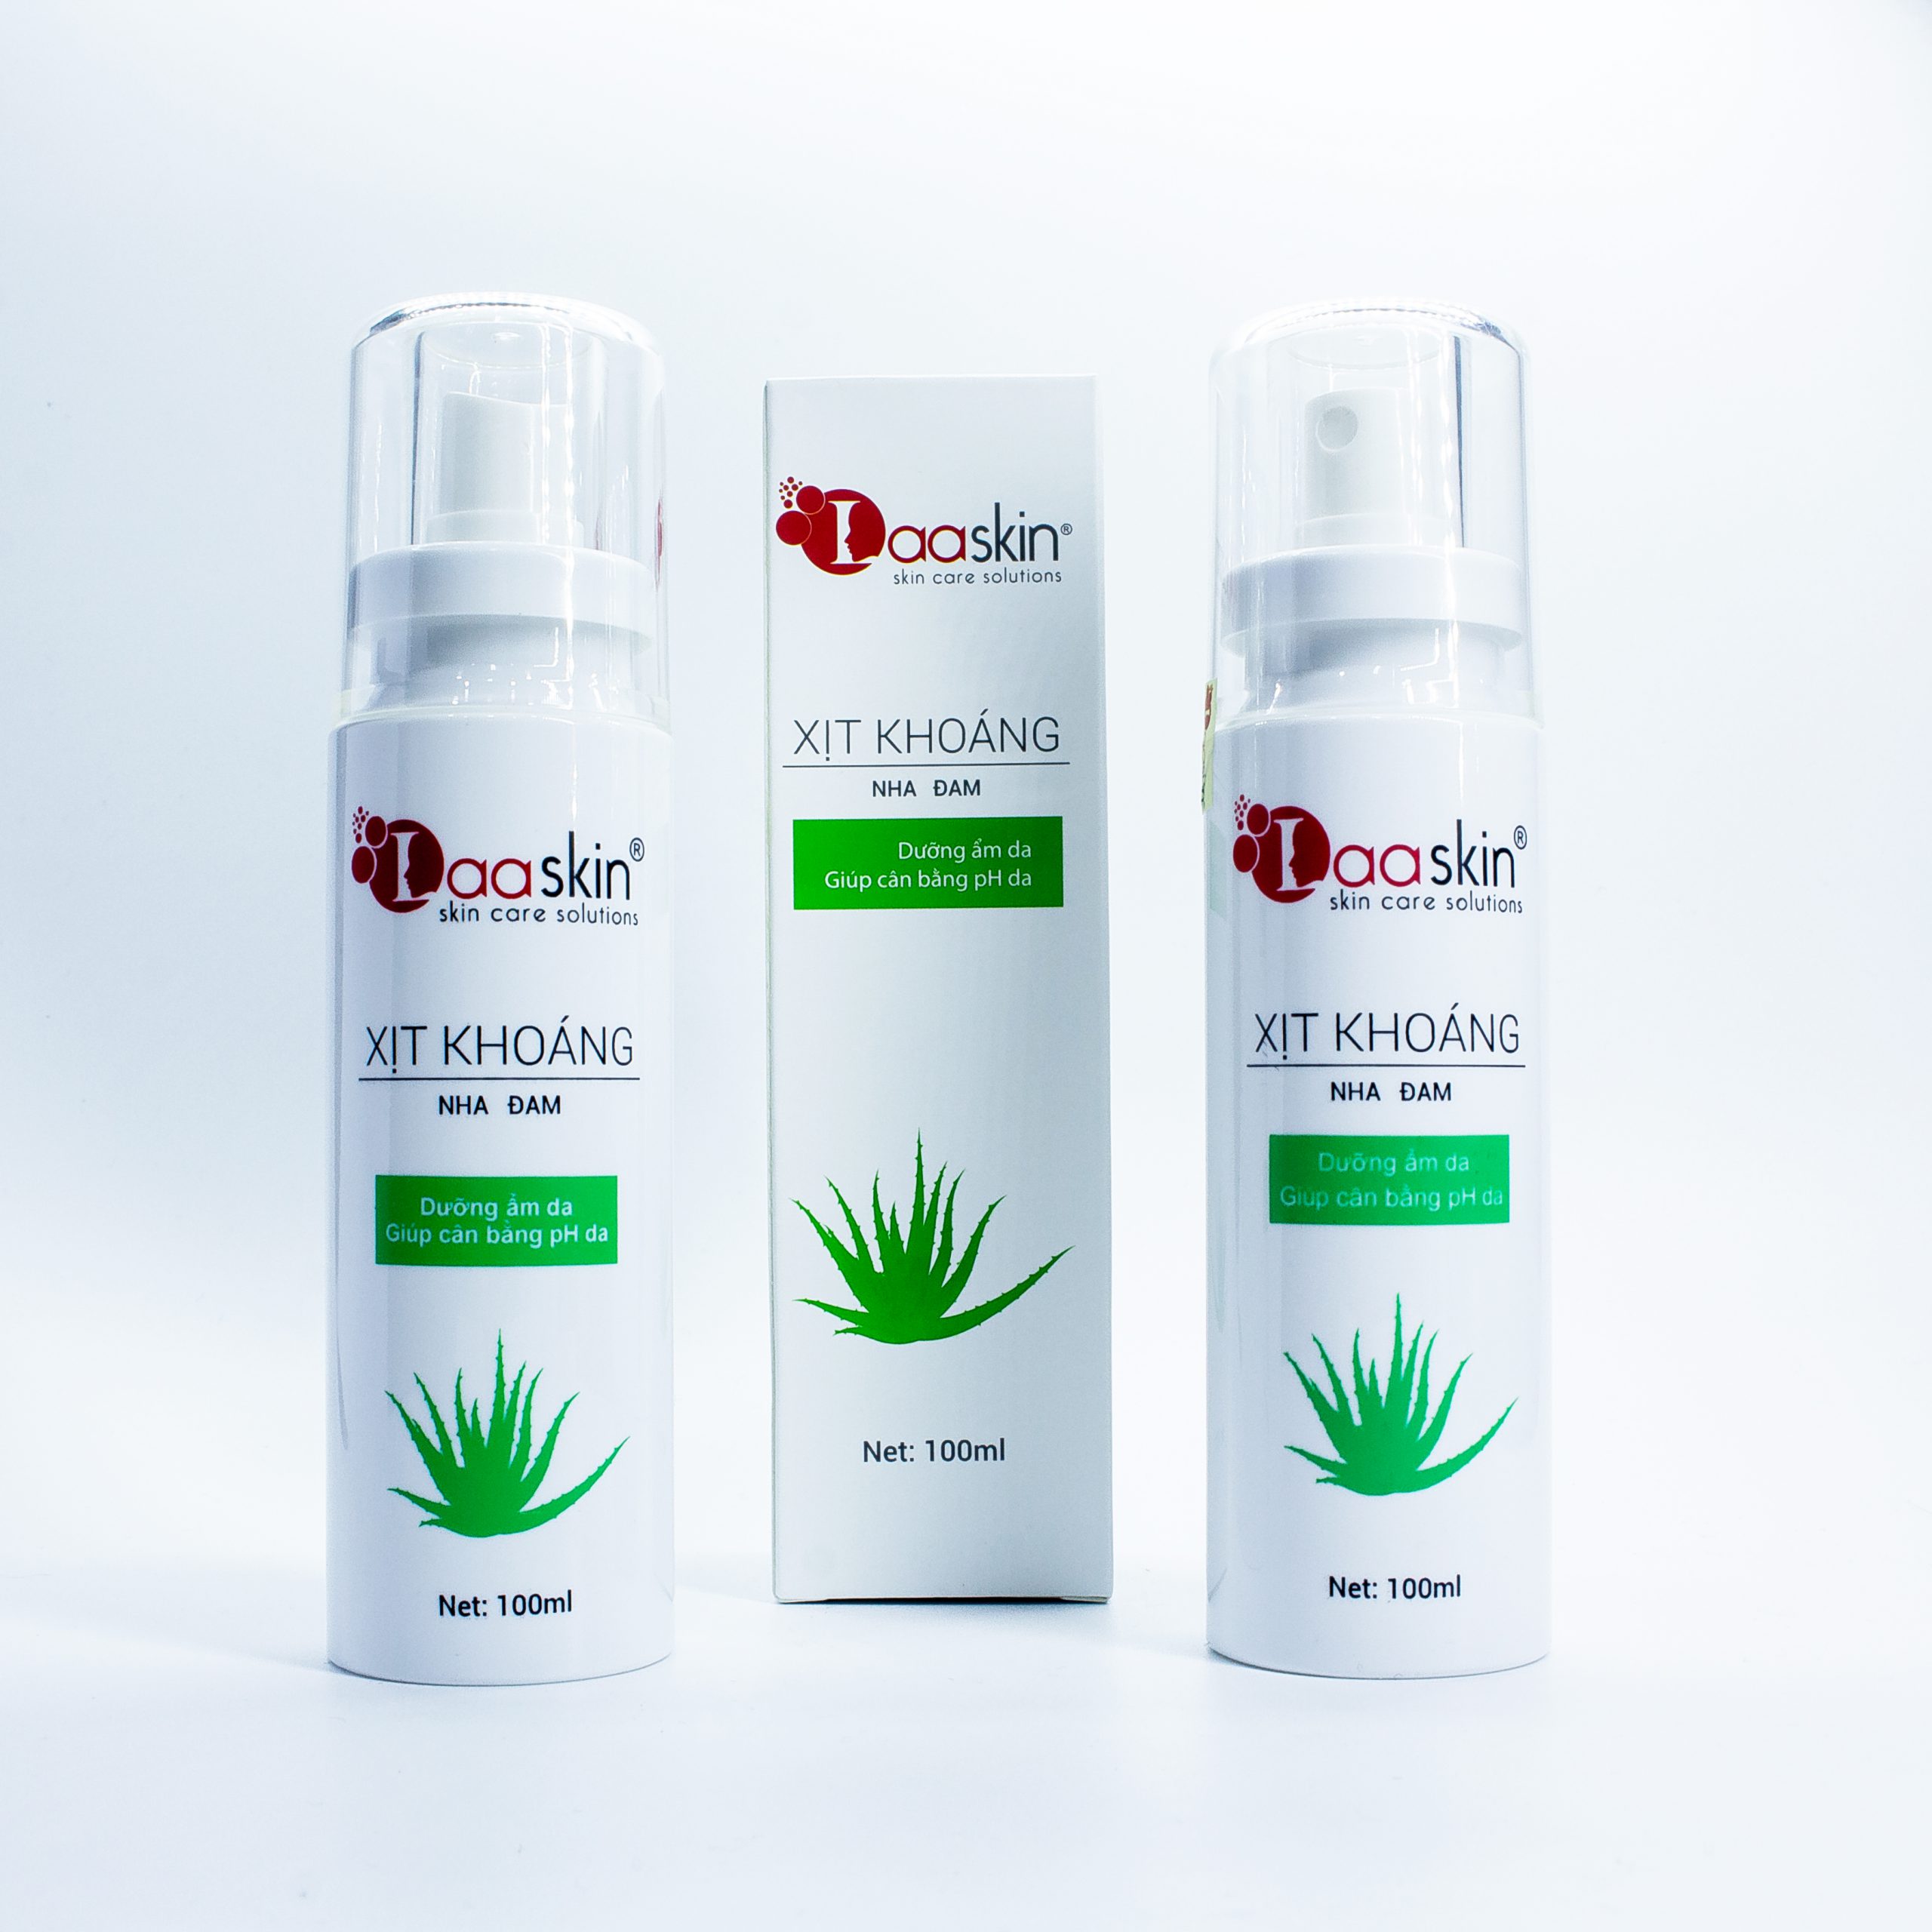 Laaskin®
skin care solutions
XỊT KHOÁNG
NHA ĐAM
Dưỡng ẩm da
Giúp cân bằng pH da
Net: 100ml
Laaskin®
skin care solutions
XỊT KHOÁNG
NHA ĐAM
Dưỡng ẩm da
Giúp cân bằng pH da
Net: 100ml
Laaskin®
skin care solutions
XỊT KHOÁNG
NHA ĐAM
Dưỡng ẩm da
Giúp cân bằng pH da
Net: 100ml